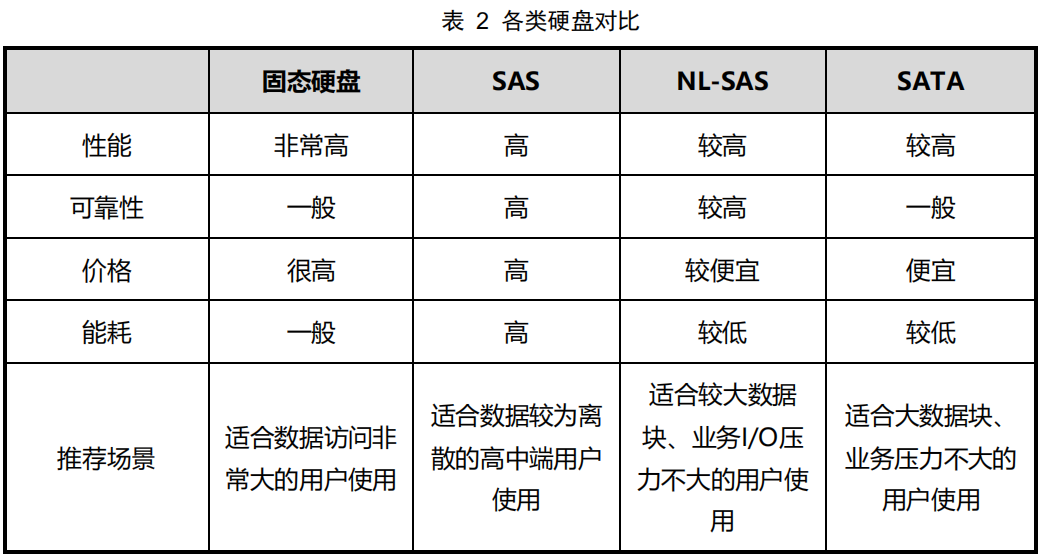 表 2 各类硬盘对比
固态硬盘 SAS NL-SAS SATA
性能 非常高 高 较高 较高
可靠性 一般 高 较高 一般
价格 很高 高 较便宜 便宜
能耗 一般 高 较低 较低
推荐场景
适合数据访问非
常大的用户使用
适合数据较为离
散的高中端用户
使用
适合较大数据
块、业务I/O压
力不大的用户使
用
适合大数据块、
业务压力不大的
用户使用